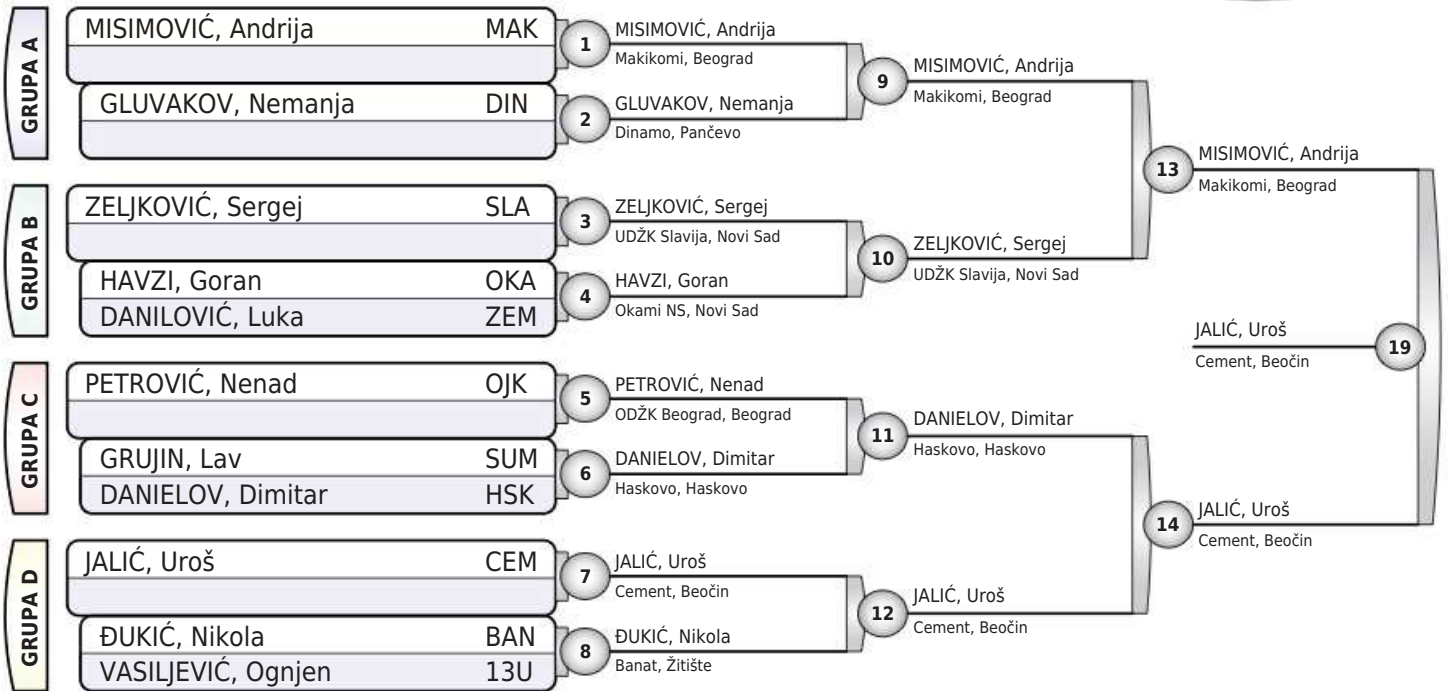 GRUPA A
MISIMOVIĆ, Andrija MAK
GLUVAKOV, Nemanja DIN
GRUPA B
ZELJKOVIĆ, Sergej SLA
HAVZI, Goran OKA
DANILOVIĆ, Luka ZEM
GRUPA C
PETROVIĆ, Nenad OJK
GRUJIN, Lav SUM
DANIELOV, Dimitar HSK
GRUPA D
JALIĆ, Uroš CEM
ĐUKIĆ, Nikola BAN
VASILJEVIĆ, Ognjen 13U
1 MISIMOVIĆ, Andrija
Makikomi, Beograd
2 GLUVAKOV, Nemanja
Dinamo, Pančevo
3 ZELJKOVIĆ, Sergej
UDŽK Slavija, Novi Sad
4 HAVZI, Goran
Okami NS, Novi Sad
5 PETROVIĆ, Nenad
ODŽK Beograd, Beograd
6 DANIELOV, Dimitar
Haskovo, Haskovo
7 JALIĆ, Uroš
Cement, Beočin
8 ĐUKIĆ, Nikola
Banat, Žitište
9 MISIMOVIĆ, Andrija
Makikomi, Beograd
10 ZELJKOVIĆ, Sergej
UDŽK Slavija, Novi Sad
11 DANIELOV, Dimitar
Haskovo, Haskovo
12 JALIĆ, Uroš
Cement, Beočin
13 MISIMOVIĆ, Andrija
Makikomi, Beograd
14 JALIĆ, Uroš
Cement, Beočin
JALIĆ, Uroš 19
Cement, Beočin